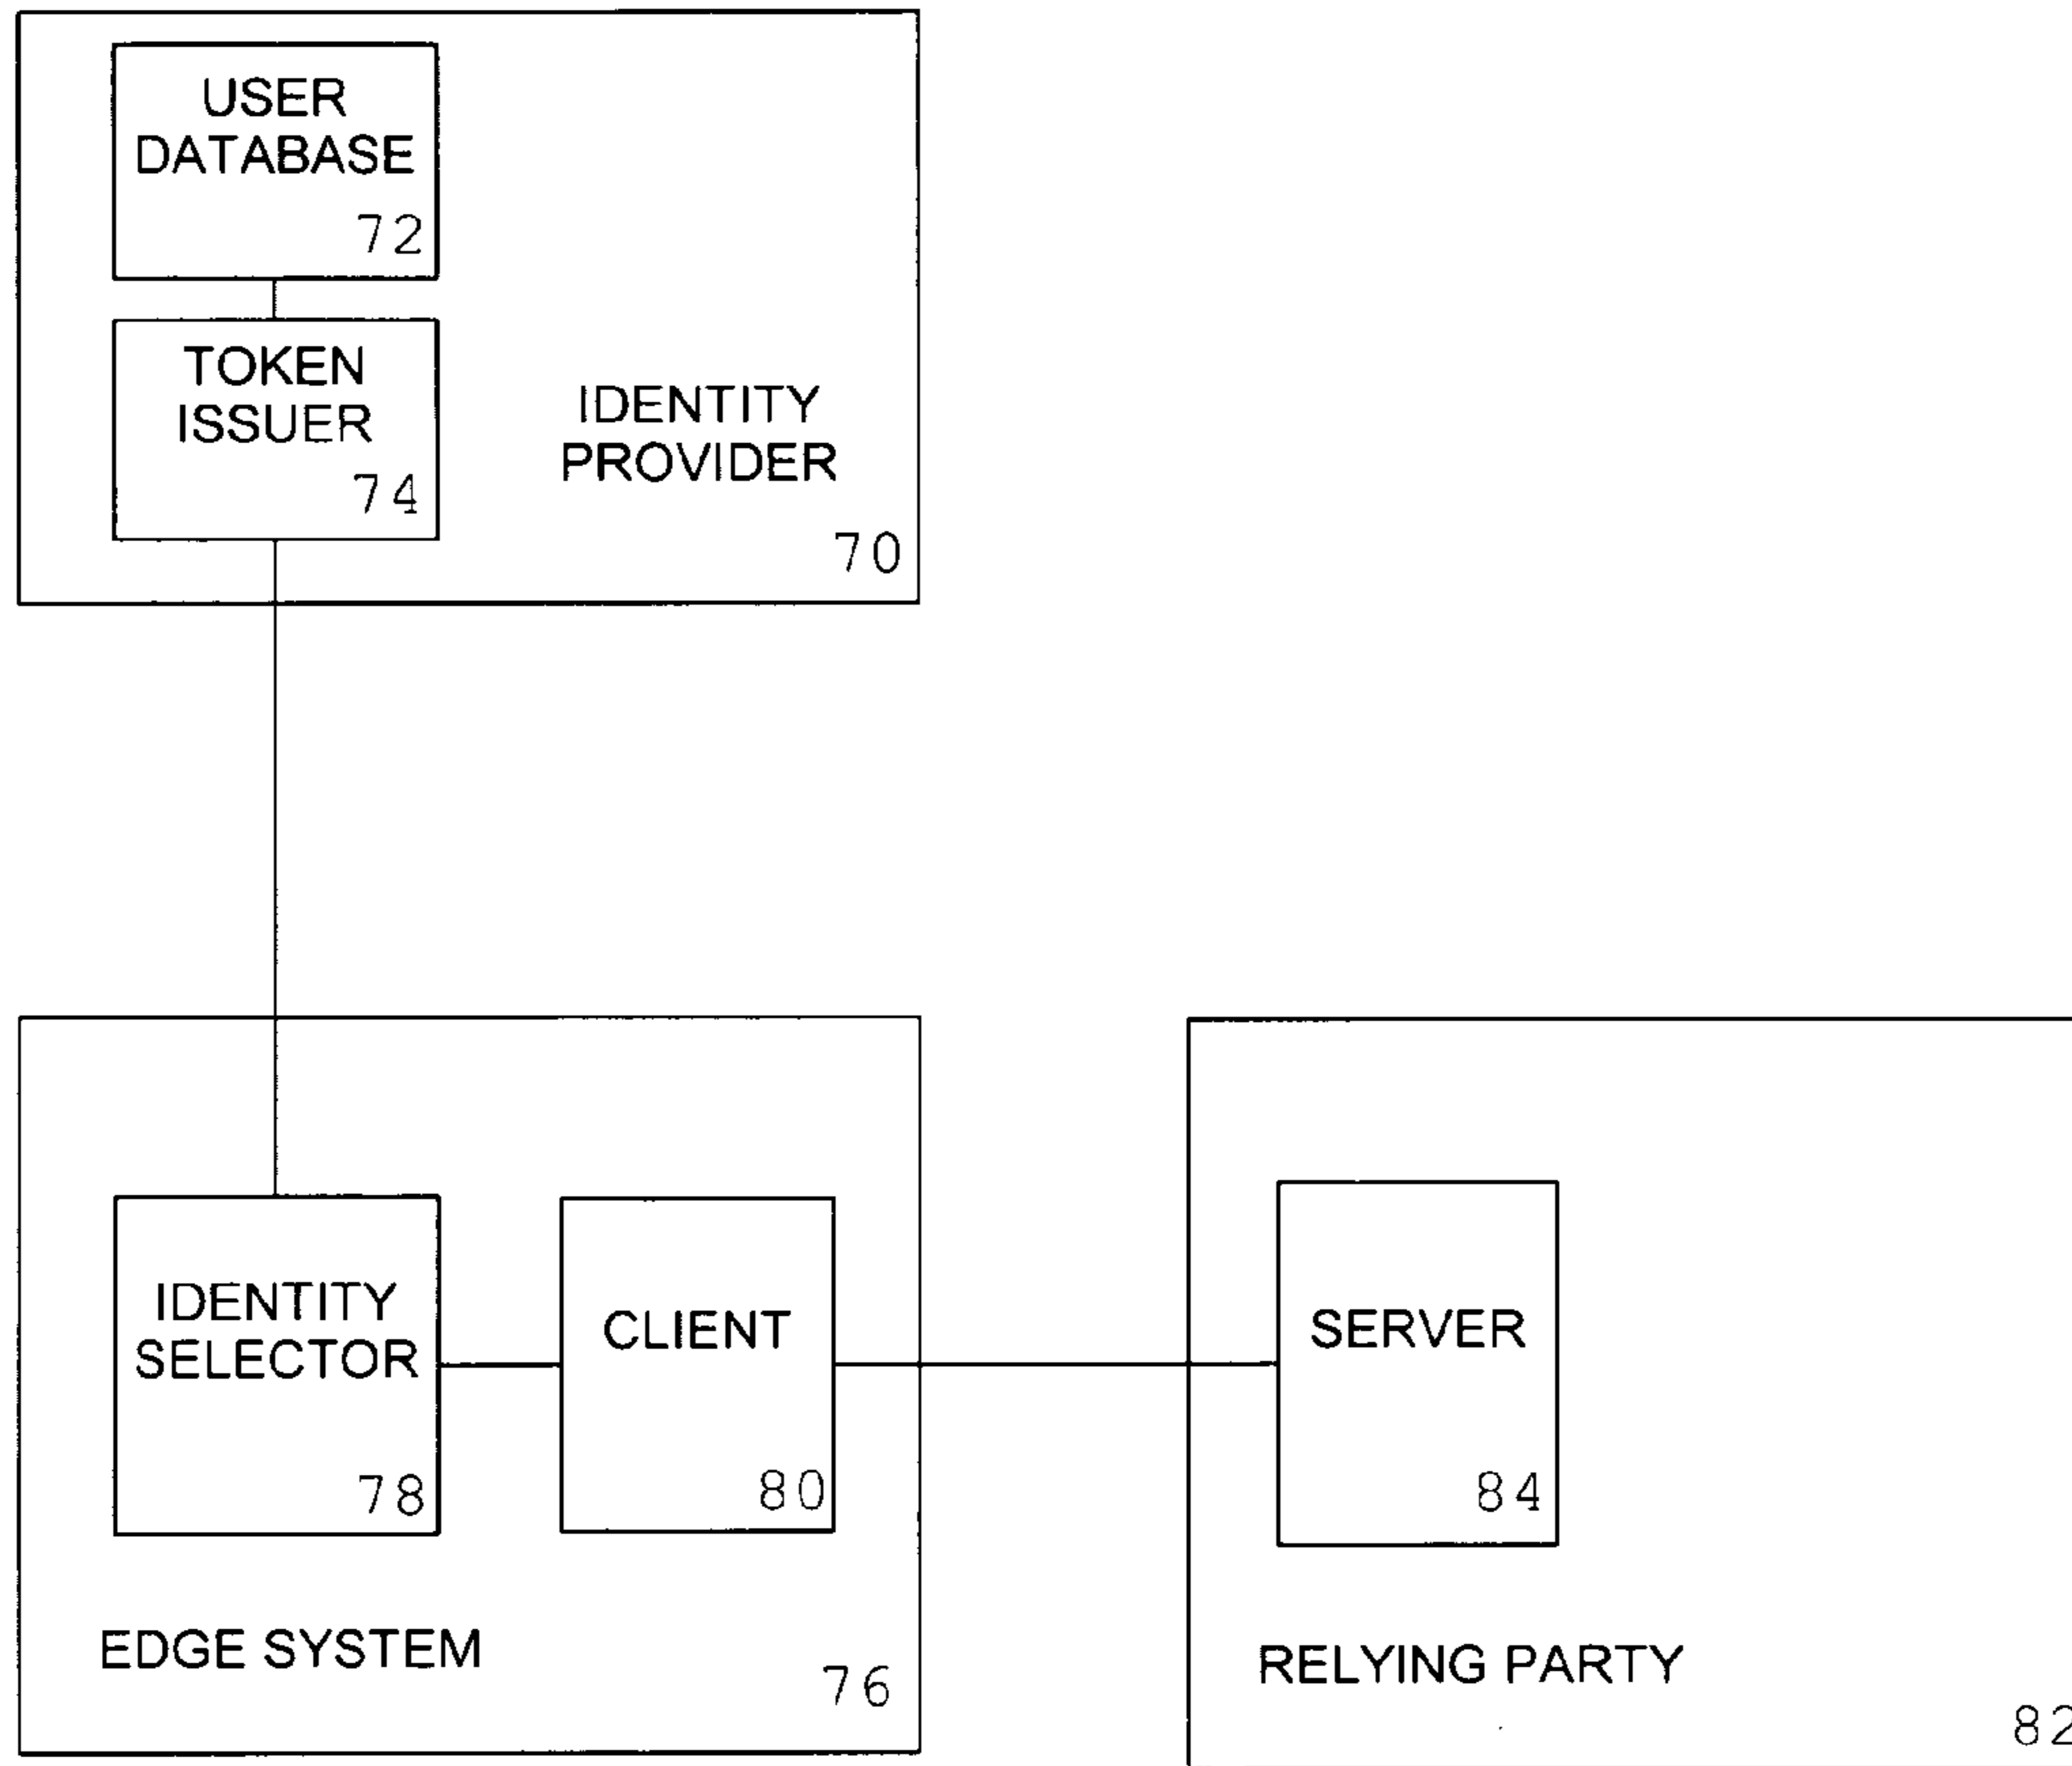 USER
DATABASE
72
TOKEN
ISSUER
74
IDENTITY
PROVIDER
70
IDENTITY
SELECTOR
78
CLIENT
80
EDGE SYSTEM
76
SERVER
84
RELYING PARTY
82